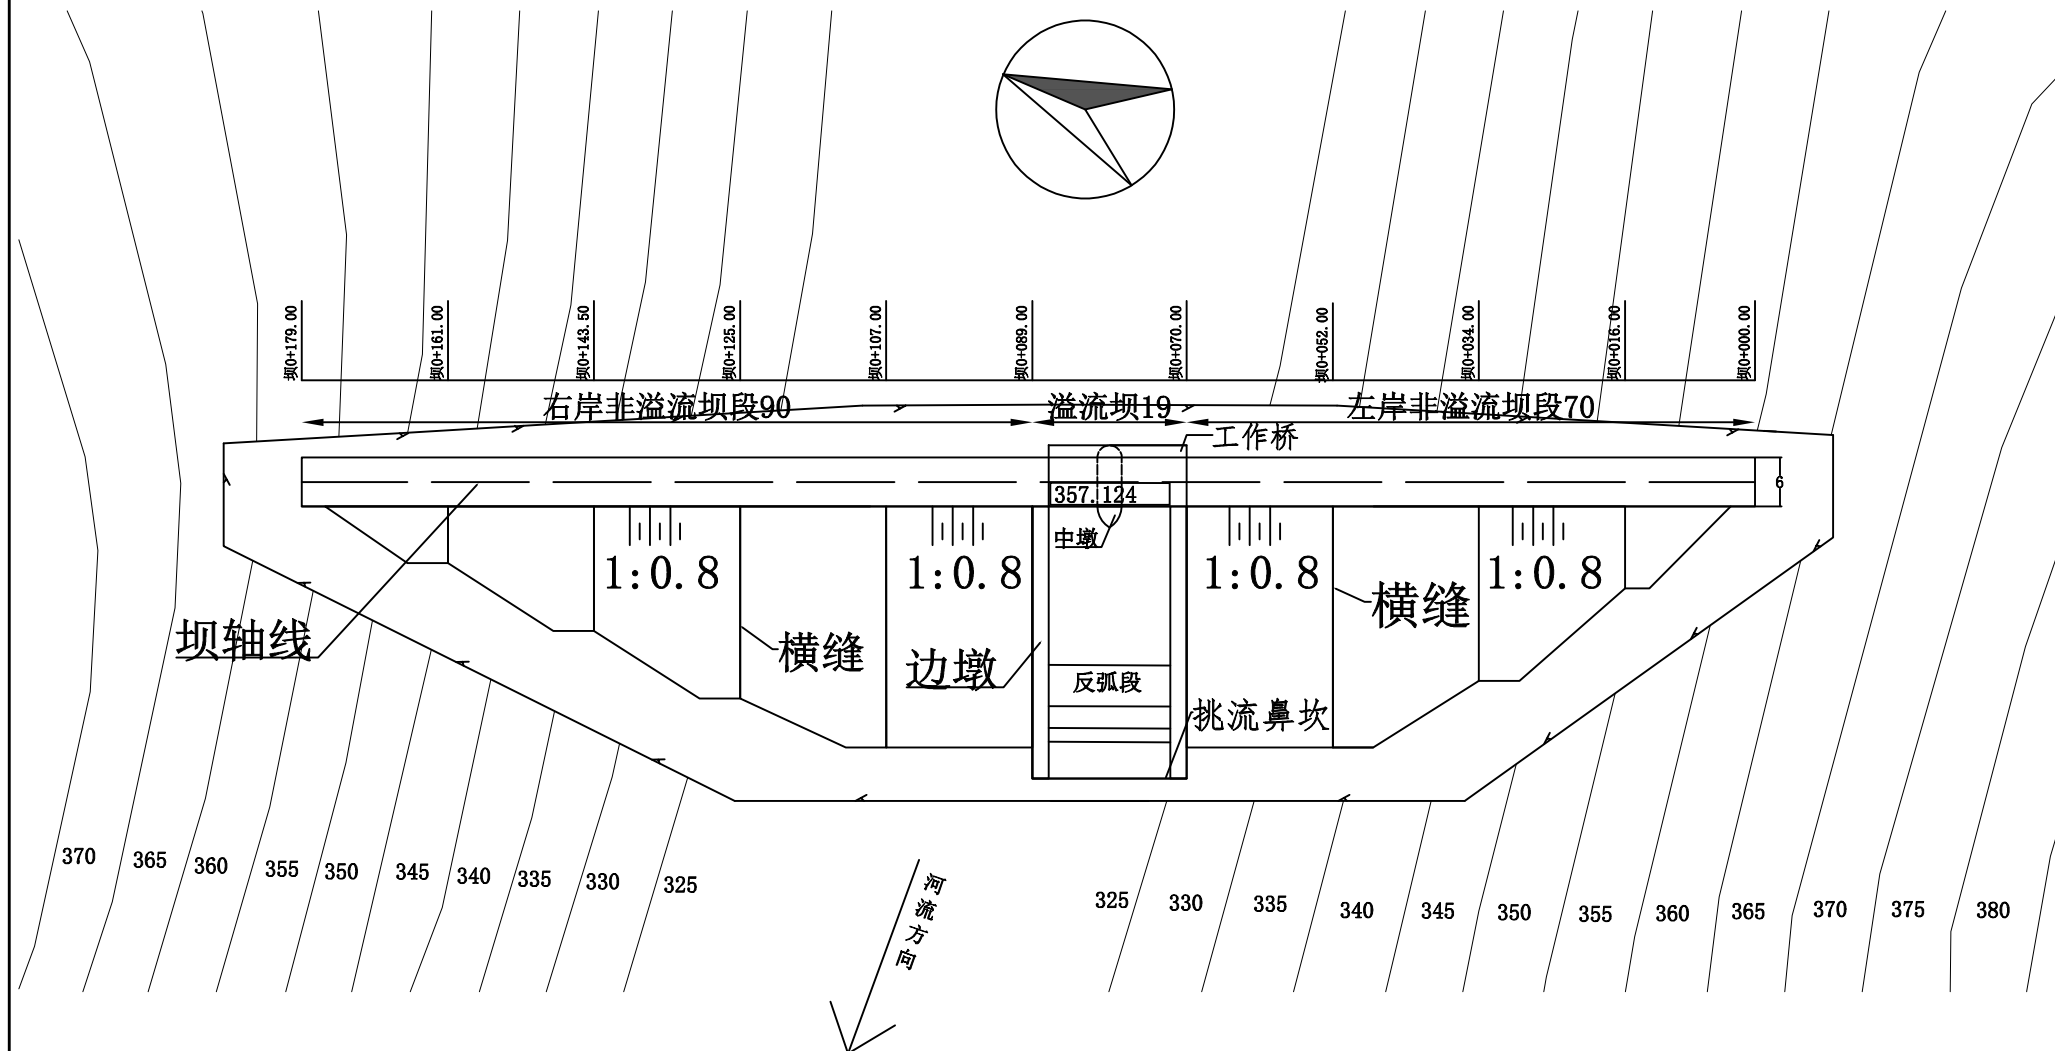 坝0+179.00
坝0+161.00
坝0+143.50
坝0+125.00
坝0+107.00
坝0+089.00
坝0+070.00
坝0+052.00
坝0+034.00
坝0+016.00
坝0+000.00
右岸非溢流坝段90
溢流坝19
左岸非溢流坝段70
工作桥
357.124
6
中墩
1:0.8
1:0.8
1:0.8
1:0.8
坝轴线
横缝
边墩
横缝
反弧段
挑流鼻坎
370
365
360
355
350
345
340
335
330
325
河流方向
325
330
335
340
345
350
355
360
365
370
375
380